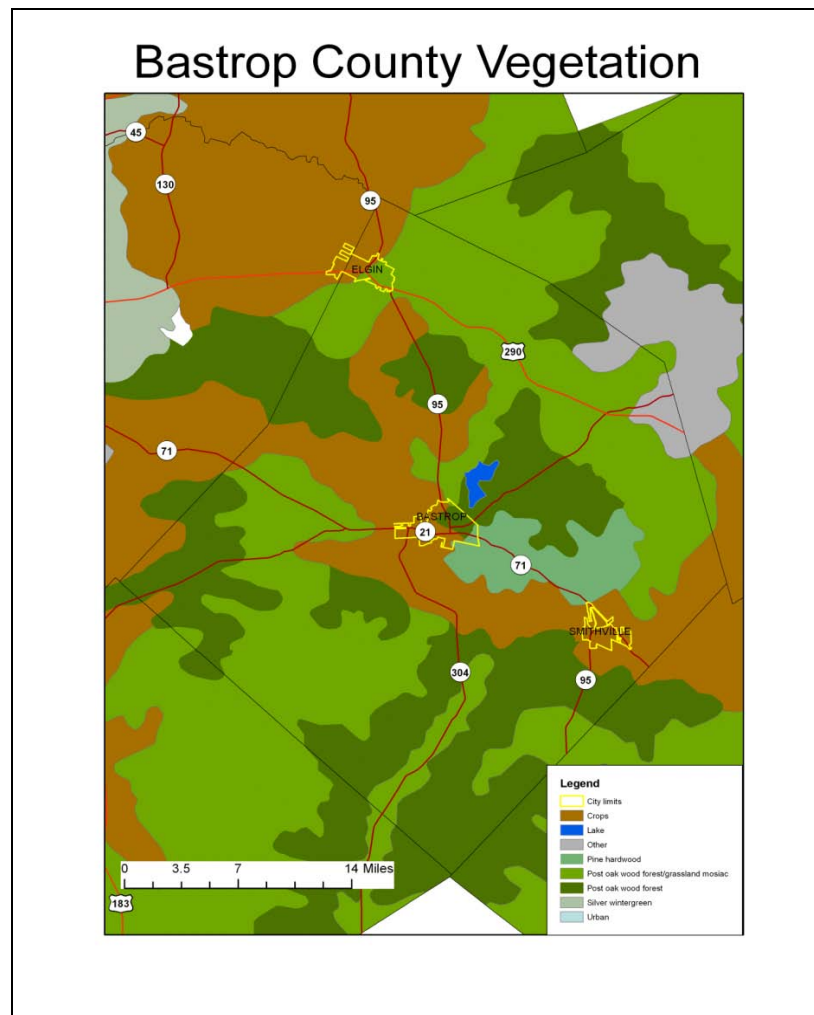 Bastrop County Vegetation
45
130
95
ELGIN
290
95
71
BASTROP
21
71
SMITHVILLE
304
95
Legend
City limits
Crops
Lake
Other
Pine hardwood
Post oak wood forest/grassland mosiac
Post oak wood forest
Silver wintergreen
Urban
0 3.5 7 14 Miles
183